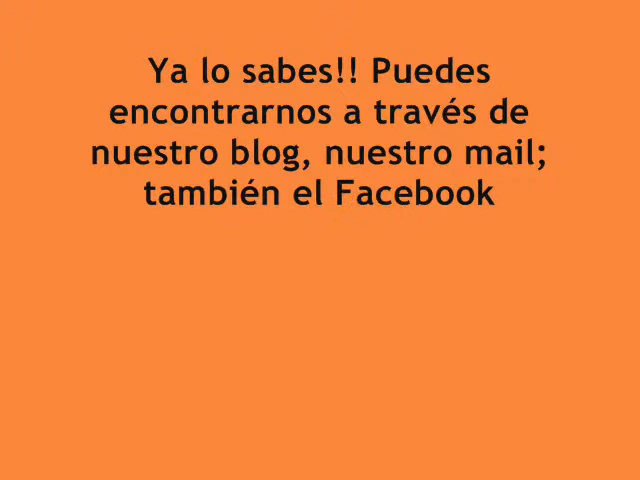 Ya lo sabes!! Puedes
encontrarnos a través de
nuestro blog, nuestro mail;
también el Facebook